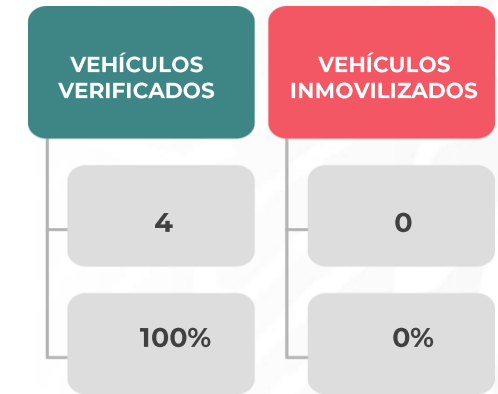 VEHÍCULOS
VERIFICADOS
4
100%
VEHÍCULOS
INMOVILIZADOS
0
0%